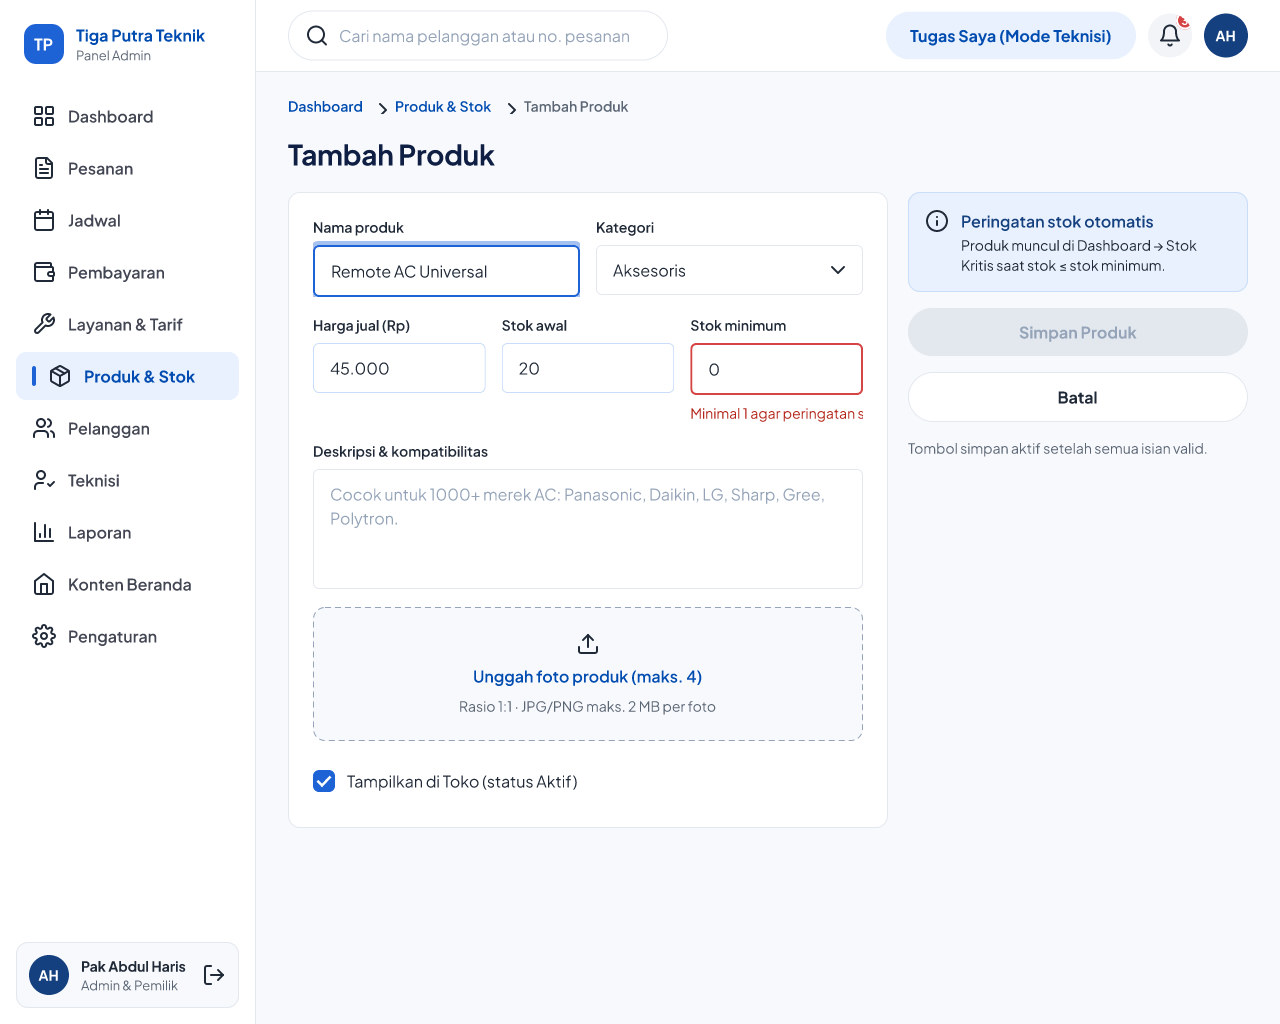 TP
Tiga Putra Teknik
Panel Admin
Cari nama pelanggan atau no. pesanan
Tugas Saya (Mode Teknisi)
AH
Dashboard
Pesanan
Jadwal
Pembayaran
Layanan & Tarif
Produk & Stok
Pelanggan
Teknisi
Laporan
Konten Beranda
Pengaturan
AH
Pak Abdul Haris
Admin & Pemilik
Dashboard > Produk & Stok > Tambah Produk
Tambah Produk
Nama produk
Remote AC Universal
Kategori
Aksesoris
Harga jual (Rp)
45.000
Stok awal
20
Stok minimum
0
Minimal 1 agar peringatan s
Deskripsi & kompatibilitas
Cocok untuk 1000+ merek AC: Panasonic, Daikin, LG, Sharp, Gree,
Polytron.
Unggah foto produk (maks. 4)
Rasio 1:1 · JPG/PNG maks. 2 MB per foto
Tampilkan di Toko (status Aktif)
Peringatan stok otomatis
Produk muncul di Dashboard → Stok
Kritis saat stok ≤ stok minimum.
Simpan Produk
Batal
Tombol simpan aktif setelah semua isian valid.